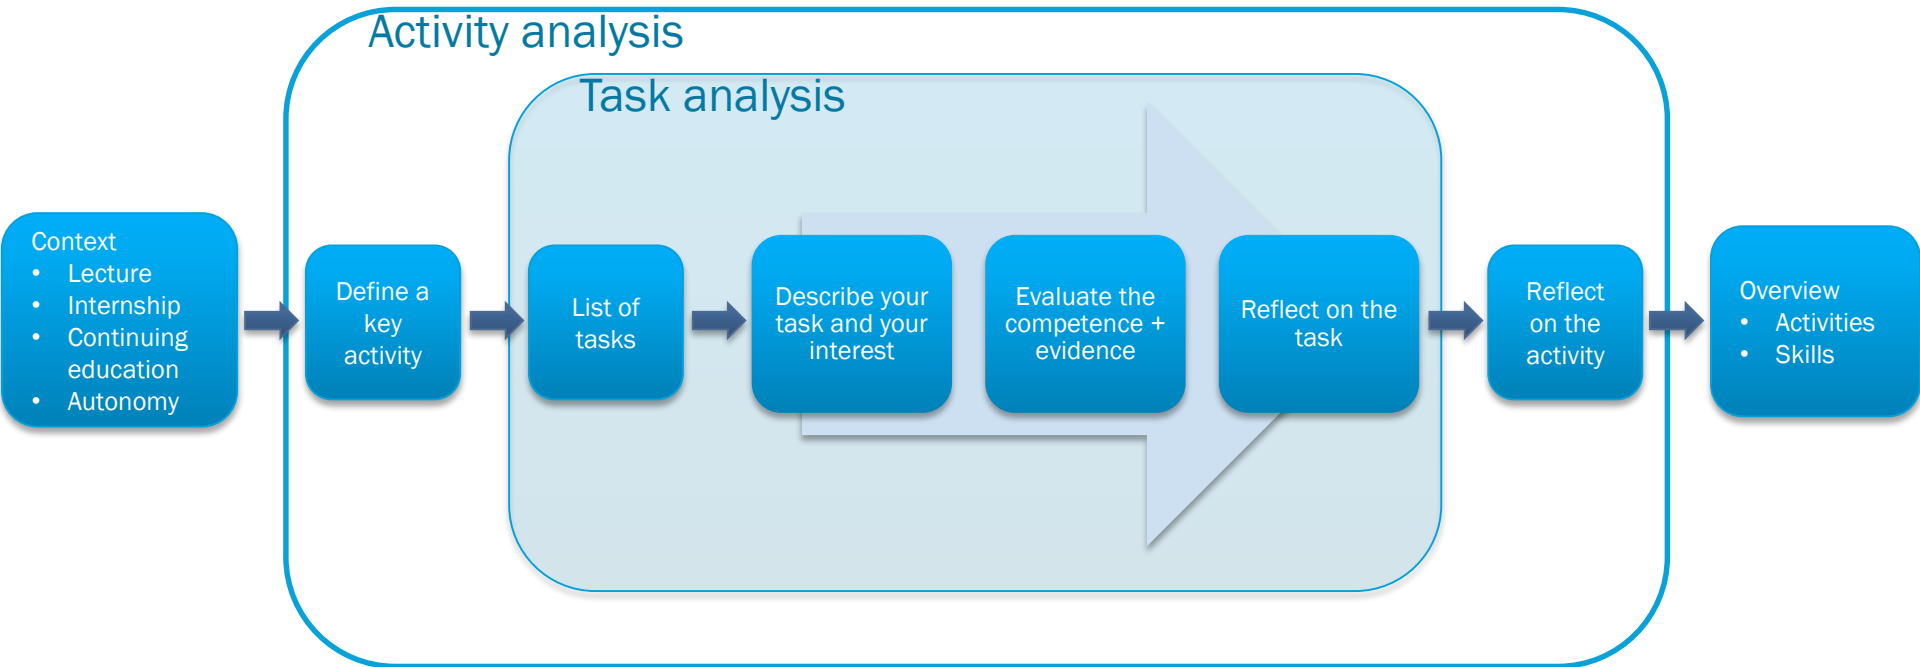 Activity analysis
Task analysis
Context
• Lecture
• Internship
• Continuing
education
• Autonomy
Define a
key
activity
List of
tasks
Describe your
task and your
interest
Evaluate the
competence +
evidence
Reflect on the
task
Reflect
on the
activity
Overview
• Activities
• Skills